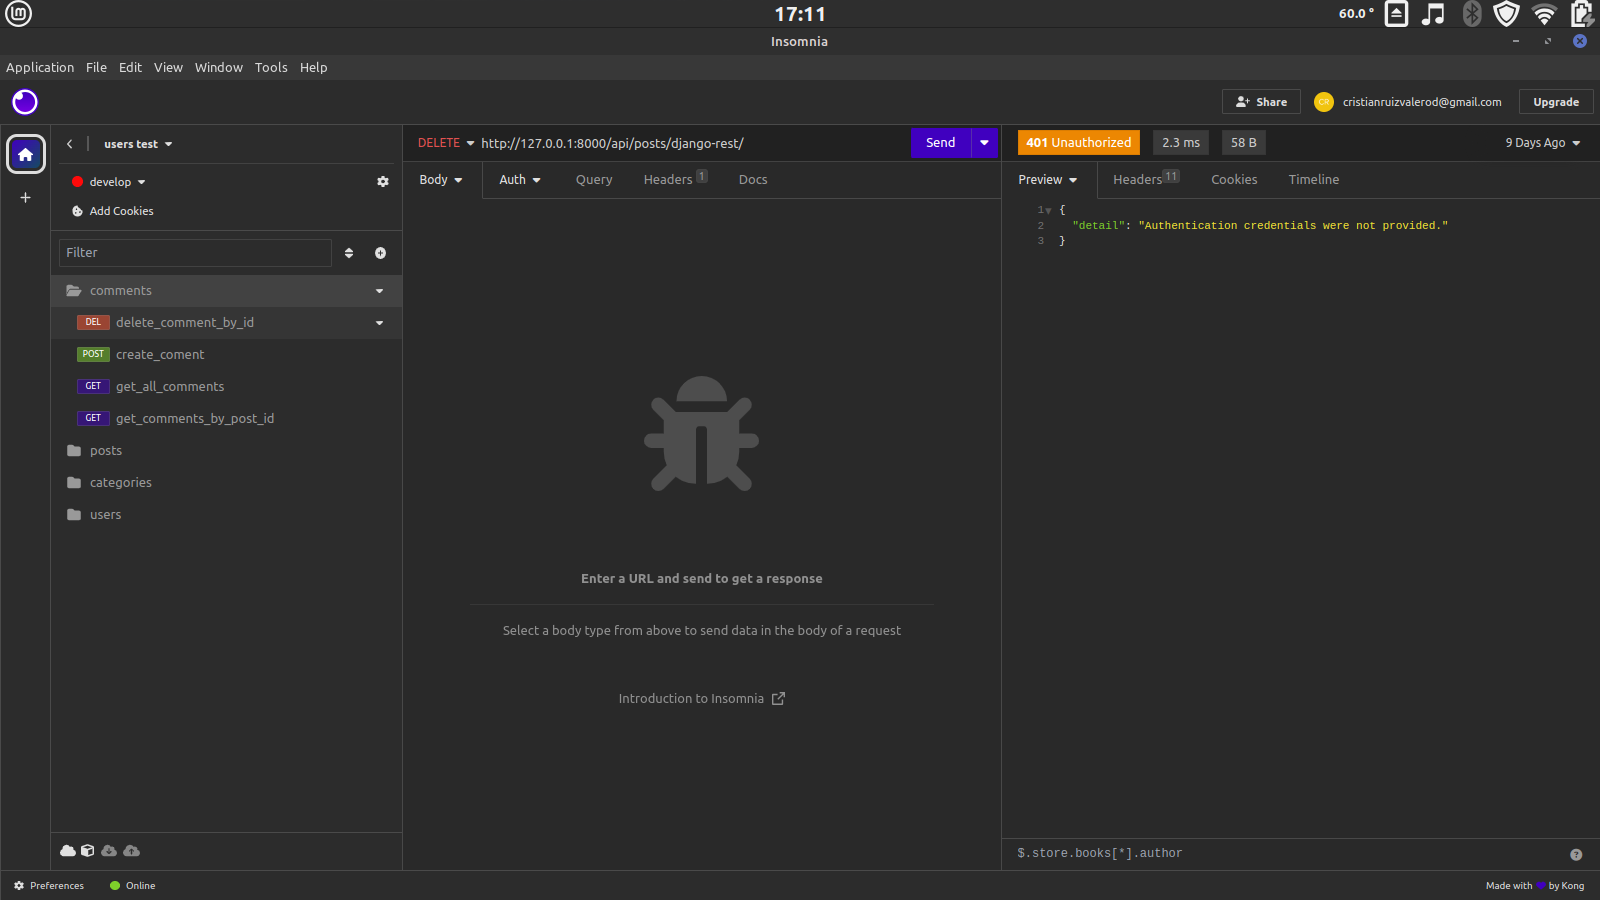 17:11
60.0 °
Insomnia
Application File Edit View Window Tools Help
Share
CR
cristianruizvalerod@gmail.com
Upgrade
users test
develop
Add Cookies
Filter
comments
DEL delete_comment_by_id
POST create_coment
GET get_all_comments
GET get_comments_by_post_id
posts
categories
users
DELETE http://127.0.0.1:8000/api/posts/django-rest/ Send
Body Auth Query Headers 1 Docs
Enter a URL and send to get a response
Select a body type from above to send data in the body of a request
Introduction to Insomnia
401 Unauthorized 2.3 ms 58 B 9 Days Ago
Preview Headers 11 Cookies Timeline
1 {
2 "detail": "Authentication credentials were not provided."
3 }
$.store.books[*].author
Preferences Online
Made with by Kong